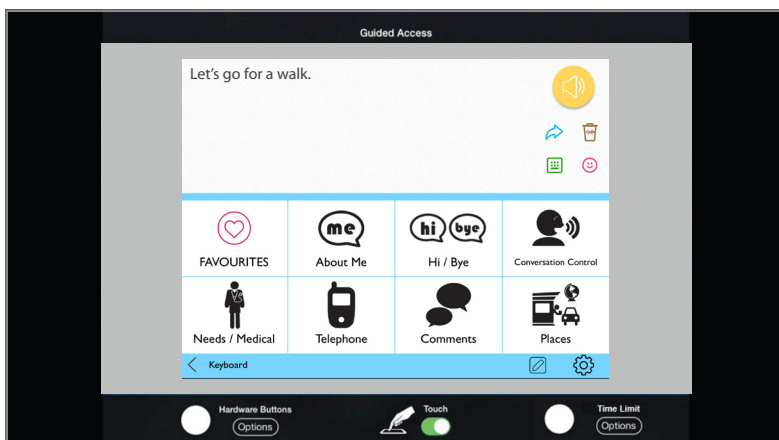 Guided Access
Let's go for a walk.
me
hi bye
FAVOURITES
About Me
Hi / Bye
Conversation Control
Needs / Medical
Telephone
Comments
Places
Keyboard
Hardware Buttons
Touch
Time Limit
Options
Options